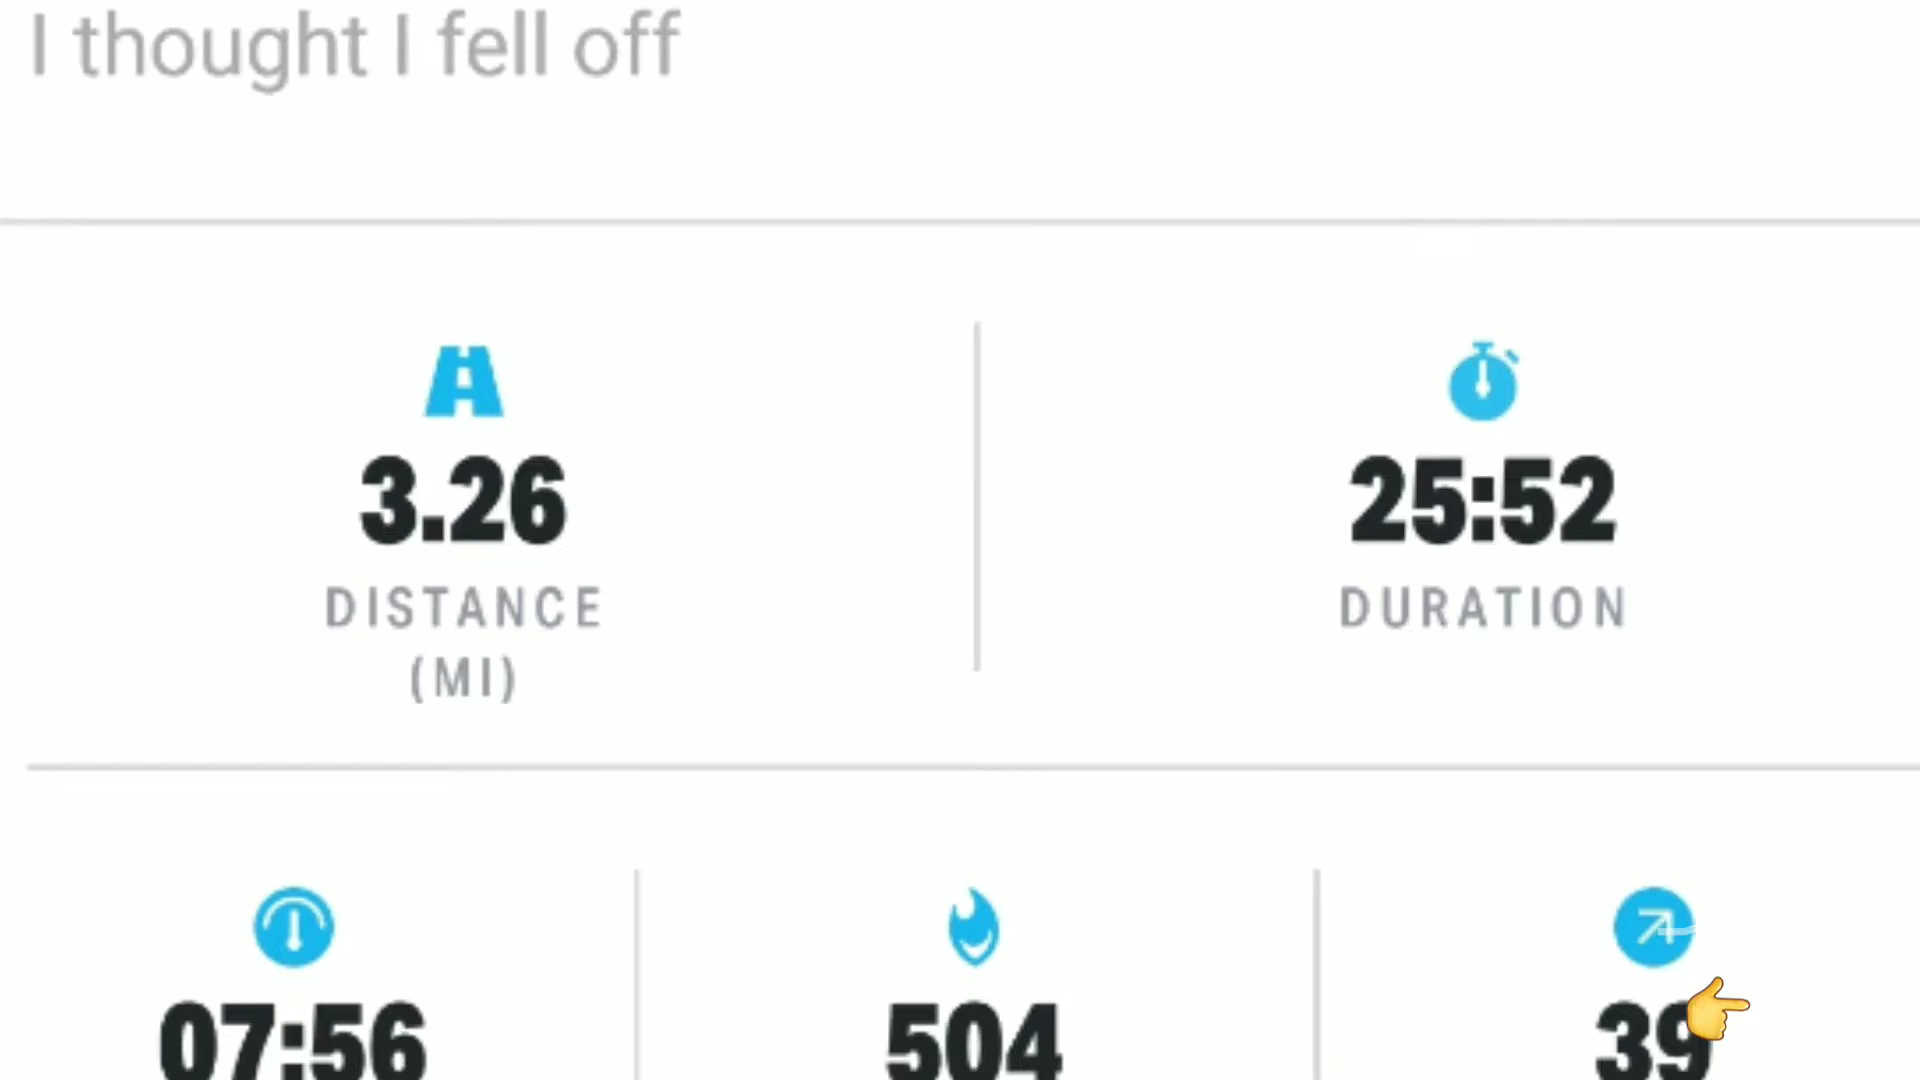 I thought I fell off
3.26
25:52
DISTANCE
(MI)
DURATION
07:56
504
39